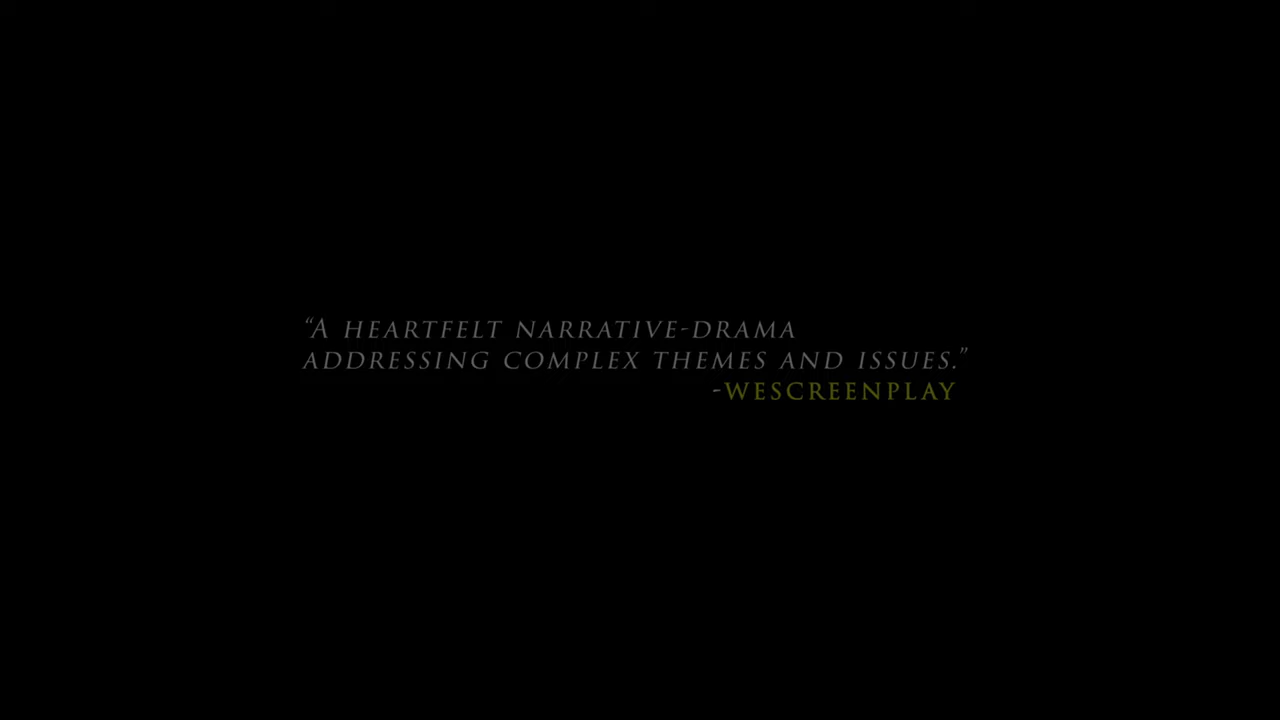 “A HEARTFELT NARRATIVE-DRAMA
ADDRESSING COMPLEX THEMES AND ISSUES.”
-WESCREENPLAY